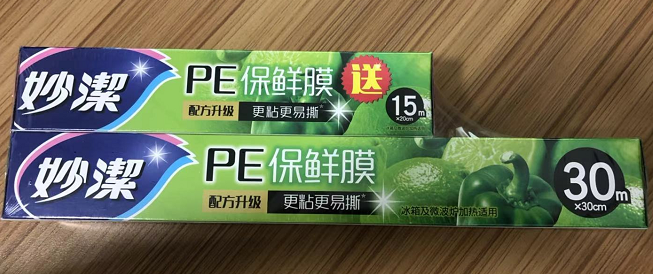 妙潔
PE保鲜膜
送
配方升级
更粘更易撕
15m
×20cm
妙潔
PE保鲜膜
配方升级
更粘更易撕
冰箱及微波炉加热适用
30m
×30cm